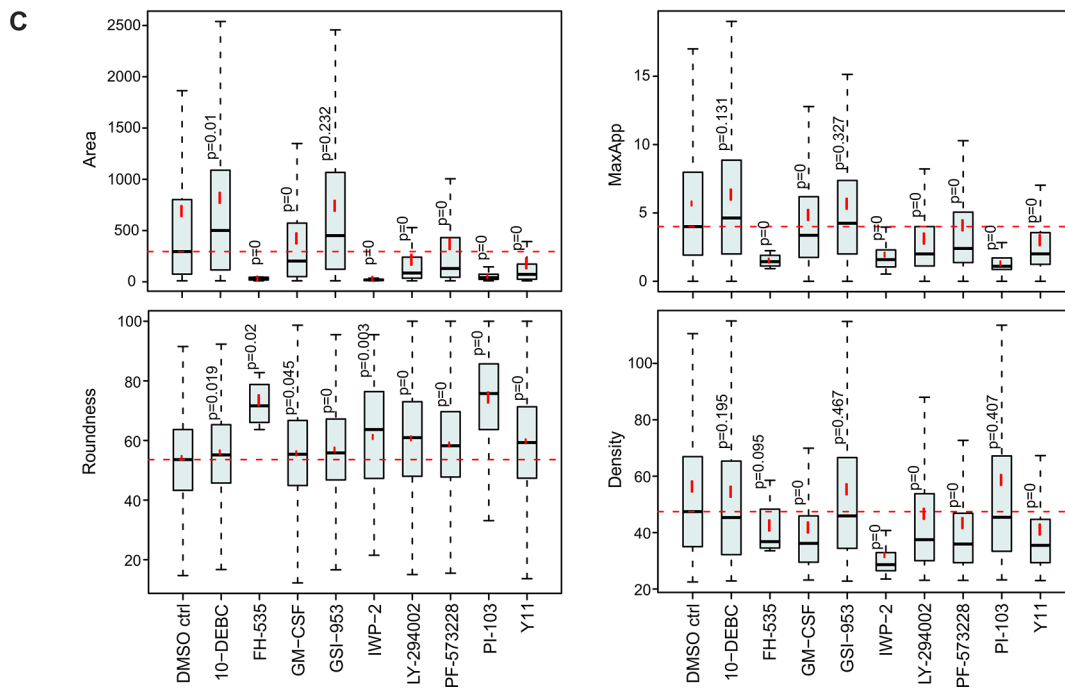 C
Area
2500
2000
1500
1000
500
0
p=0.01
p=0
p=0
p=0.232
p=0
p=0
p=0
p=0
p=0
MaxApp
15
10
5
0
p=0.131
p=0
p=0
p=0.327
p=0
p=0
p=0
p=0
p=0
Roundness
100
80
60
40
20
p=0.019
p=0.02
p=0.045
p=0
p=0.003
p=0
p=0
p=0
p=0
Density
100
80
60
40
20
p=0.195
p=0.095
p=0
p=0.467
p=0
p=0
p=0
p=0.407
p=0
DMSO ctrl
10−DEBC
FH-535
GM−CSF
GSI−953
IWP−2
LY-294002
PF−573228
PI-103
Y11
DMSO ctrl
10−DEBC
FH-535
GM−CSF
GSI−953
IWP−2
LY-294002
PF−573228
PI-103
Y11